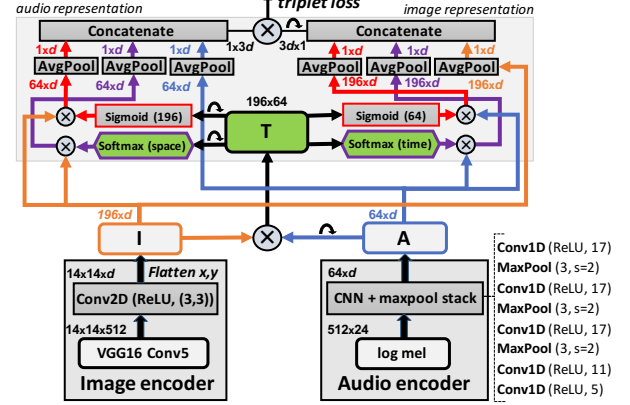 triplet loss
audio representation
image representation
Concatenate
1x3d
3dx1
Concatenate
1xd
1xd
1xd
1xd
1xd
1xd
AvgPool
AvgPool
AvgPool
AvgPool
AvgPool
AvgPool
64xd
64xd
64xd
196x64
196xd
196xd
196xd
Sigmoid (196)
T
Sigmoid (64)
Softmax (space)
Softmax (time)
196xd
64xd
I
A
14x14xd
Flatten x,y
64xd
Conv2D (ReLU, (3,3))
CNN + maxpool stack
14x14x512
512x24
VGG16 Conv5
log mel
Image encoder
Audio encoder
Conv1D (ReLU, 17)
MaxPool (3, s=2)
Conv1D (ReLU, 17)
MaxPool (3, s=2)
Conv1D (ReLU, 17)
MaxPool (3, s=2)
Conv1D (ReLU, 11)
Conv1D (ReLU, 5)